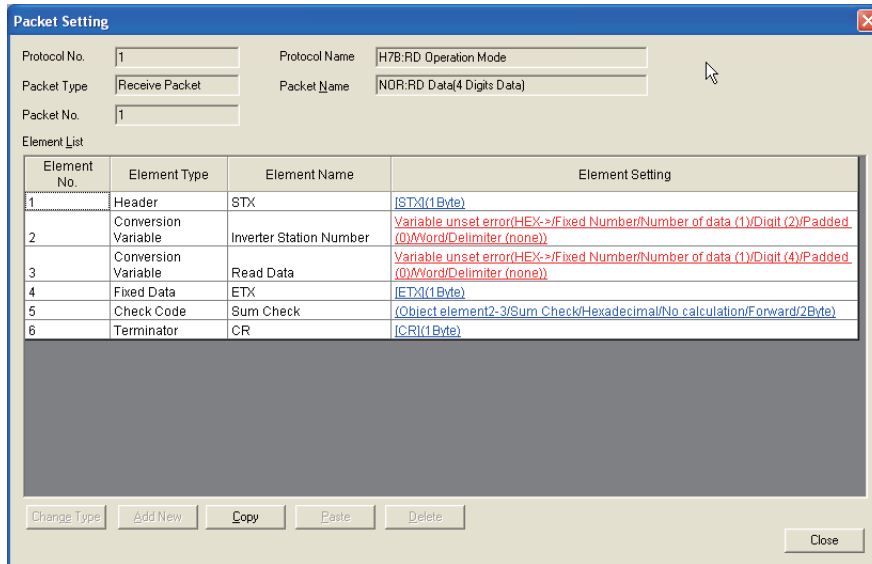 Packet Setting
Protocol No. 1 Protocol Name H7B:RD Operation Mode
Packet Type Receive Packet Packet Name NOR:RD Data(4 Digits Data)
Packet No. 1
Element List
Element No. Element Type Element Name Element Setting
1 Header STX [STX](1Byte)
2 Conversion Variable Inverter Station Number Variable unset error(HEX->/Fixed Number/Number of data (1)/Digit (2)/Padded (0)/Word/Delimiter (none))
3 Conversion Variable Read Data Variable unset error(HEX->/Fixed Number/Number of data (1)/Digit (4)/Padded (0)/Word/Delimiter (none))
4 Fixed Data ETX [ETX](1Byte)
5 Check Code Sum Check (Object element2-3/Sum Check/Hexadecimal/No calculation/Forward/2Byte)
6 Terminator CR [CR](1Byte)
Change Type Add New Copy Paste Delete
Close